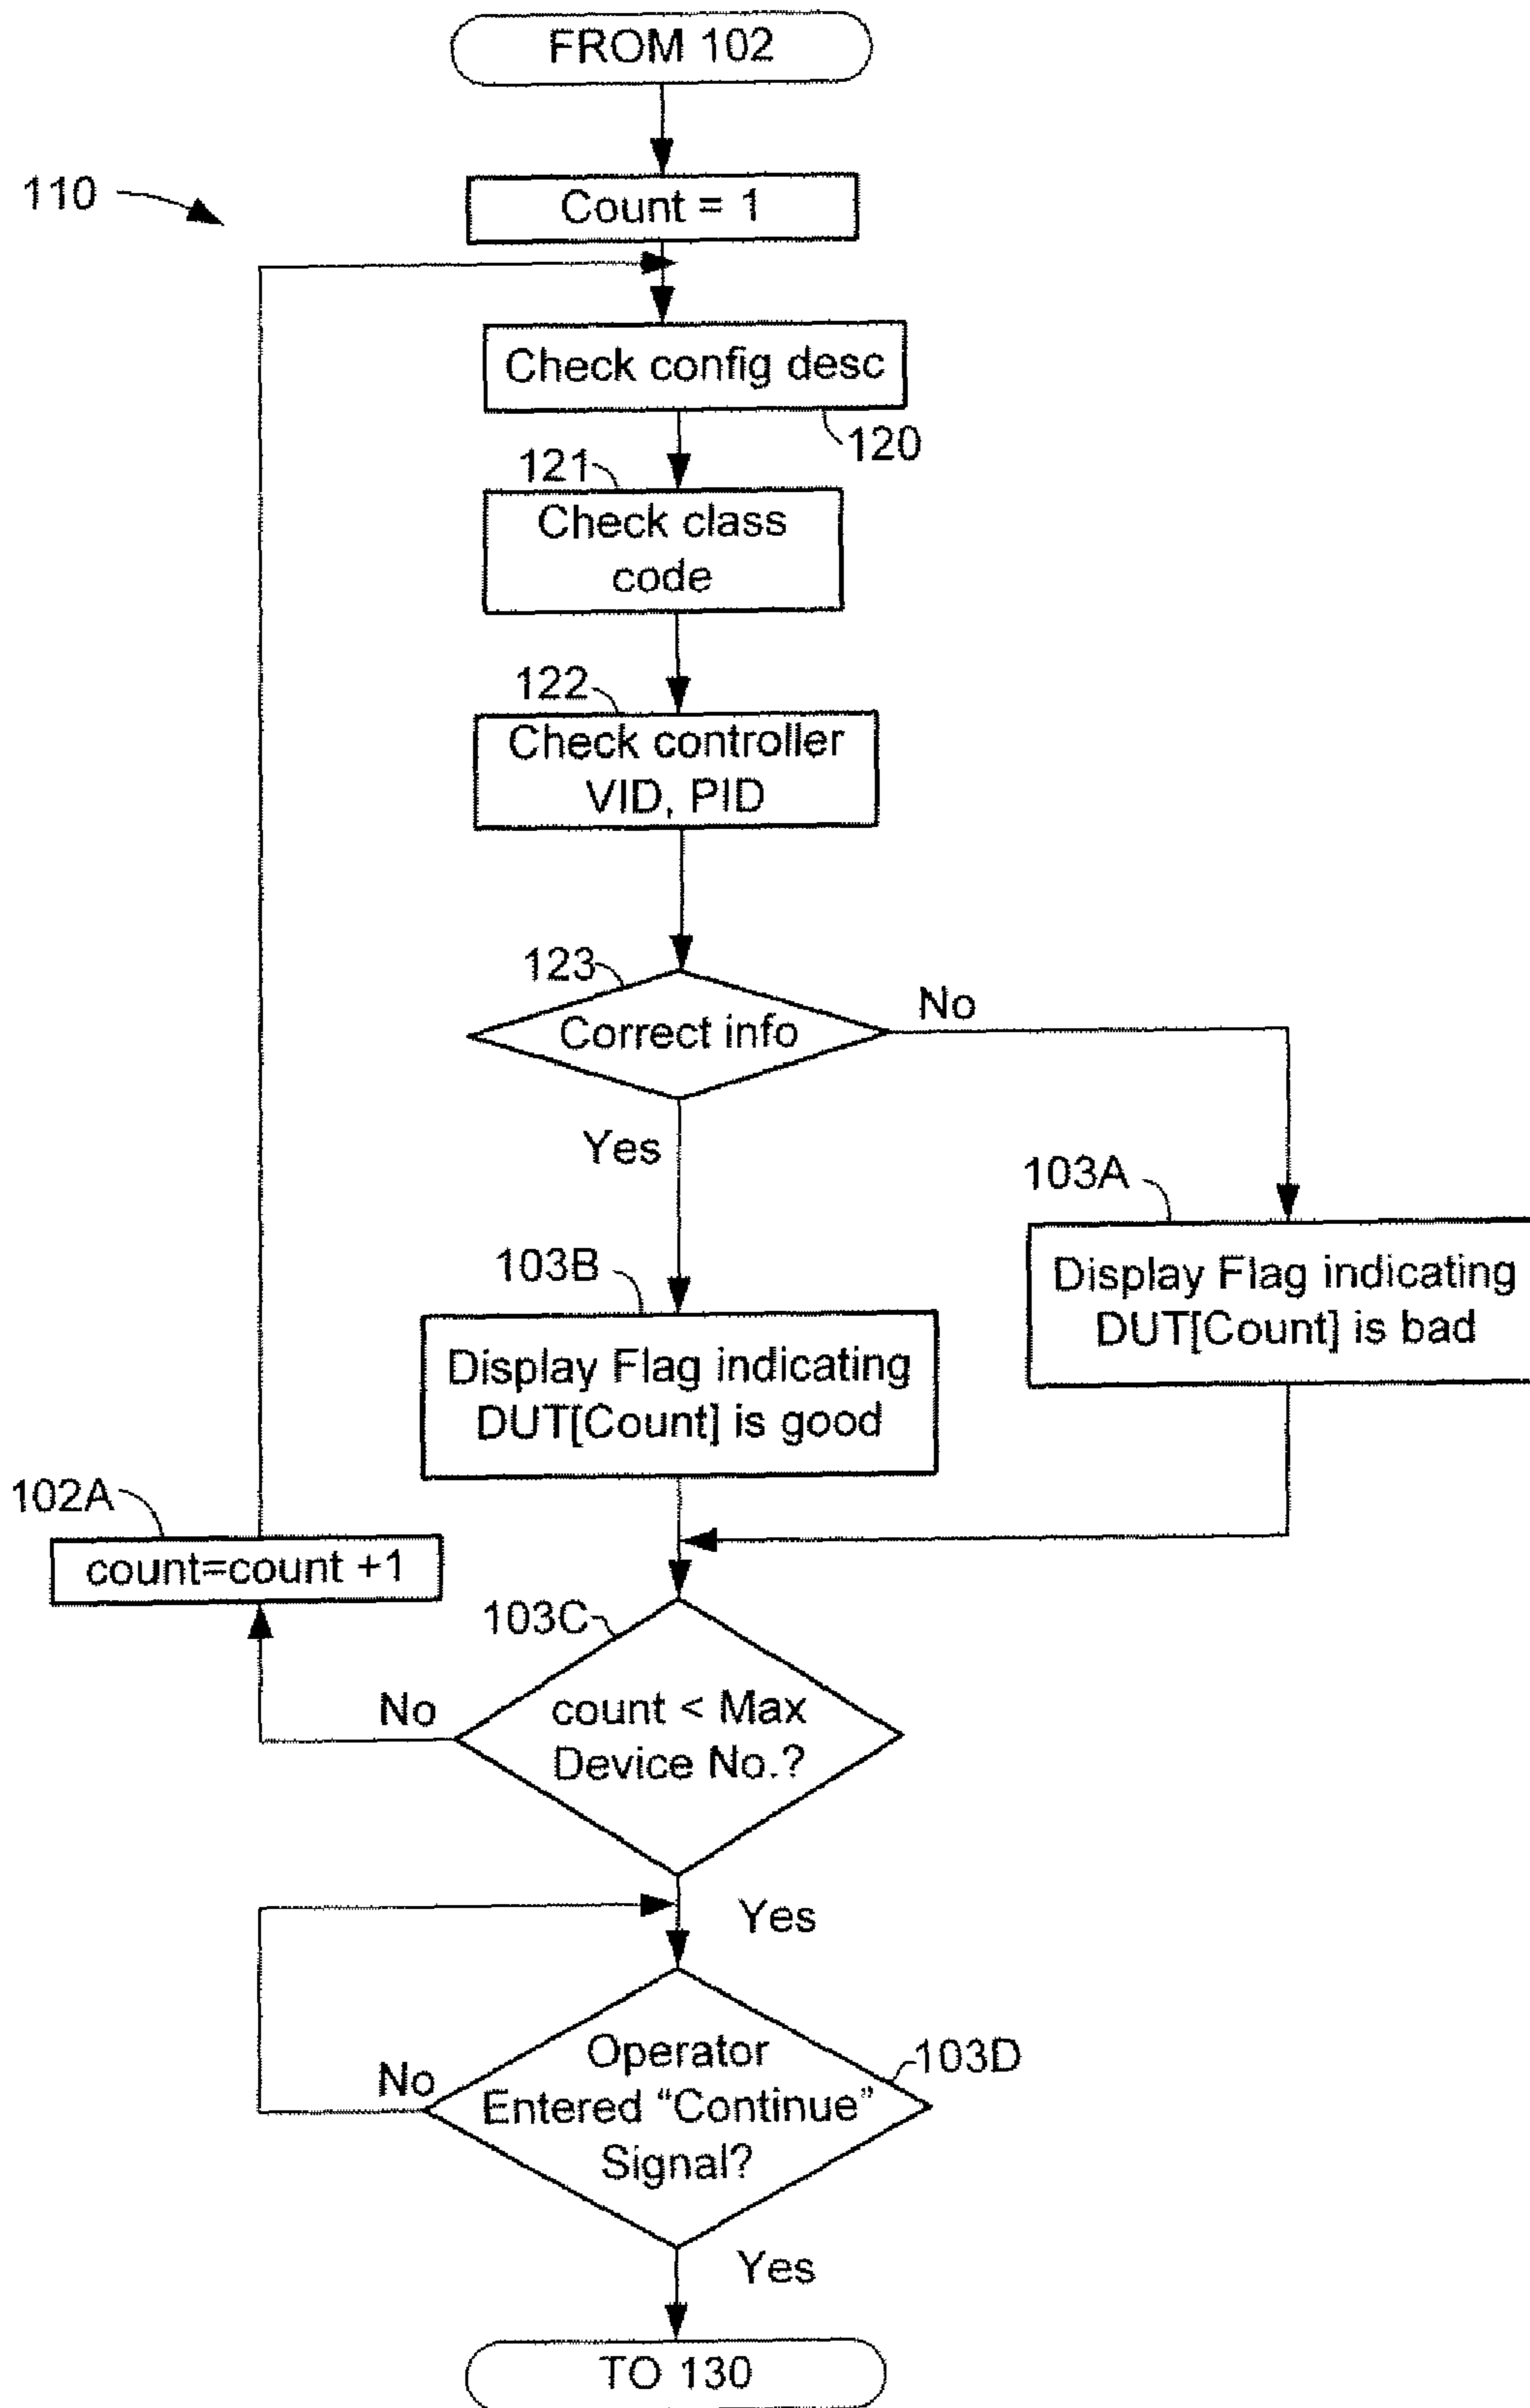 FROM 102
110
Count = 1
Check config desc
120
121
Check class
code
122
Check controller
VID, PID
123
Correct info
No
Yes
103A
Display Flag indicating
DUT[Count] is bad
103B
Display Flag indicating
DUT[Count] is good
102A
count=count +1
103C
count < Max
Device No.?
No
Yes
Operator
Entered “Continue”
Signal?
103D
No
Yes
TO 130